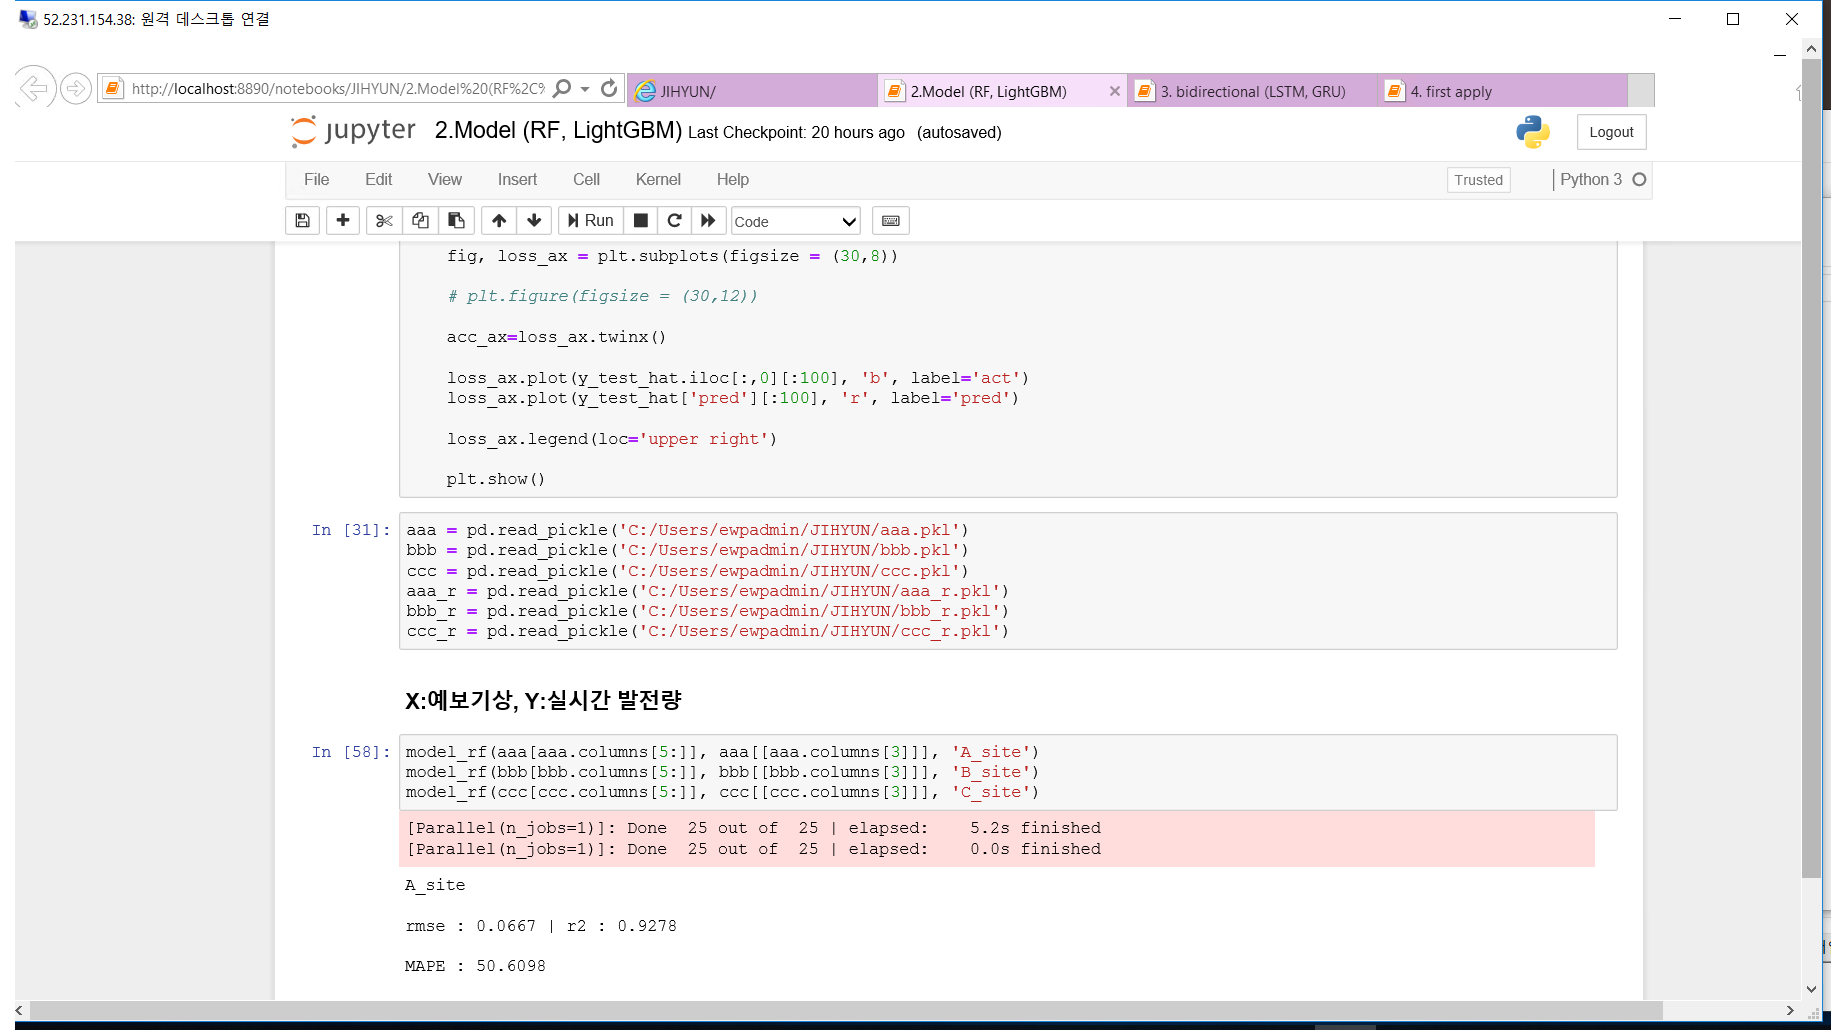 52.231.154.38: 원격 데스크톱 연결
http://localhost:8890/notebooks/JIHYUN/2.Model%20(RF%2C%
JIHYUN/
2.Model (RF, LightGBM)
3. bidirectional (LSTM, GRU)
4. first apply
jupyter 2.Model (RF, LightGBM) Last Checkpoint: 20 hours ago (autosaved)
Logout
File Edit View Insert Cell Kernel Help
Trusted
Python 3
Run
Code
fig, loss_ax = plt.subplots(figsize = (30,8))
# plt.figure(figsize = (30,12))
acc_ax=loss_ax.twinx()
loss_ax.plot(y_test_hat.iloc[:,0][:100], 'b', label='act')
loss_ax.plot(y_test_hat['pred'][:100], 'r', label='pred')
loss_ax.legend(loc='upper right')
plt.show()
In [31]:
aaa = pd.read_pickle('C:/Users/ewpadmin/JIHYUN/aaa.pkl')
bbb = pd.read_pickle('C:/Users/ewpadmin/JIHYUN/bbb.pkl')
ccc = pd.read_pickle('C:/Users/ewpadmin/JIHYUN/ccc.pkl')
aaa_r = pd.read_pickle('C:/Users/ewpadmin/JIHYUN/aaa_r.pkl')
bbb_r = pd.read_pickle('C:/Users/ewpadmin/JIHYUN/bbb_r.pkl')
ccc_r = pd.read_pickle('C:/Users/ewpadmin/JIHYUN/ccc_r.pkl')
X:예보기상, Y:실시간 발전량
In [58]:
model_rf(aaa[aaa.columns[5:]], aaa[[aaa.columns[3]]], 'A_site')
model_rf(bbb[bbb.columns[5:]], bbb[[bbb.columns[3]]], 'B_site')
model_rf(ccc[ccc.columns[5:]], ccc[[ccc.columns[3]]], 'C_site')
[Parallel(n_jobs=1)]: Done  25 out of  25 | elapsed:    5.2s finished
[Parallel(n_jobs=1)]: Done  25 out of  25 | elapsed:    0.0s finished
A_site
rmse : 0.0667 | r2 : 0.9278
MAPE : 50.6098